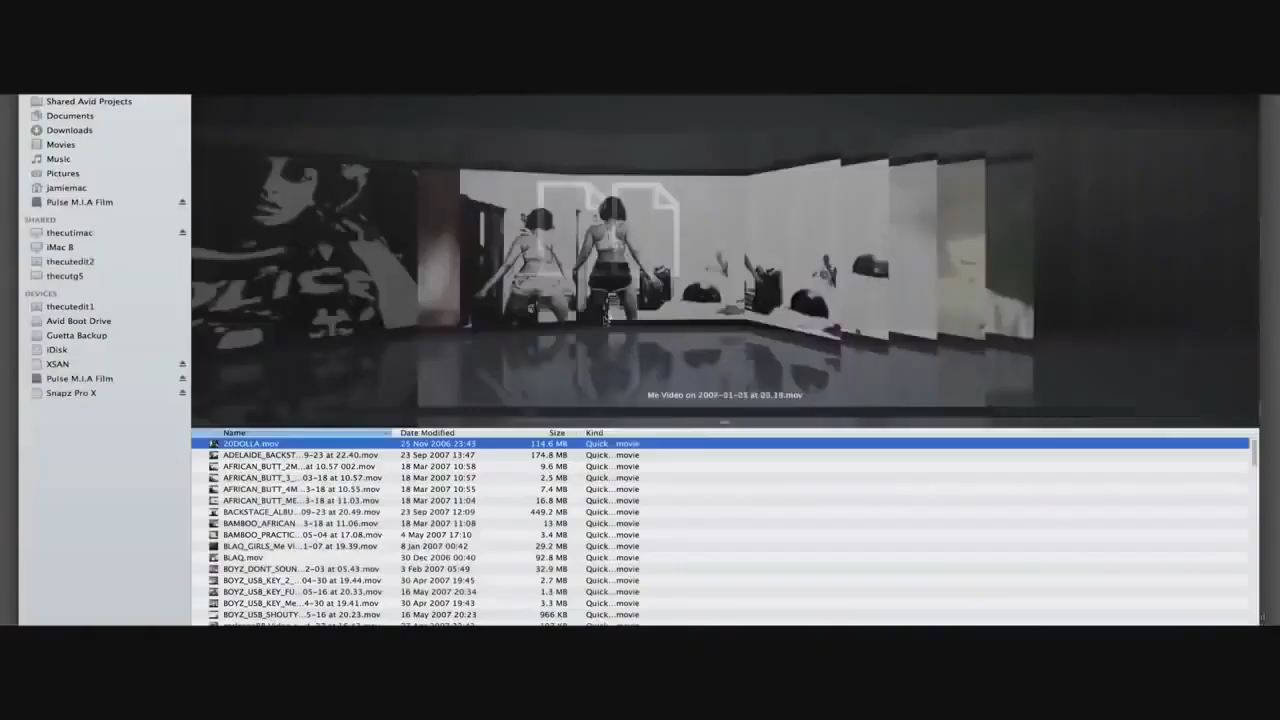 Shared Avid Projects
Documents
Downloads
Movies
Music
Pictures
jamiemac
Pulse M.I.A Film
SHARED
thecutimac
iMac 8
thecutedit2
thecutg5
DEVICES
thecutedit1
Avid Boot Drive
Guetta Backup
iDisk
XSAN
Pulse M.I.A Film
Snapz Pro X
OLICE
Me Video on 2008-01-05 at 09.19.mov
Name Date Modified Size Kind
20DOLLA.mov 25 Nov 2006 23:43 114.6 MB Quick...movie
ADELAIDE_BACKST...9-23 at 22.40.mov 23 Sep 2007 13:47 174.8 MB Quick...movie
AFRICAN_BUTT_2M...at 10.57 002.mov 18 Mar 2007 10:58 9.6 MB Quick...movie
AFRICAN_BUTT_3_...03-18 at 10.57.mov 18 Mar 2007 10:57 2.5 MB Quick...movie
AFRICAN_BUTT_4M...3-18 at 10.55.mov 18 Mar 2007 10:55 7.4 MB Quick...movie
AFRICAN_BUTT_ME...3-18 at 11.03.mov 18 Mar 2007 11:04 16.8 MB Quick...movie
BACKSTAGE_ALBU...09-23 at 20.49.mov 23 Sep 2007 12:09 449.2 MB Quick...movie
BAMBOO_AFRICAN...3-18 at 11.06.mov 18 Mar 2007 11:08 13 MB Quick...movie
BAMBOO_PRACTIC...05-04 at 17.08.mov 4 May 2007 17:10 3.4 MB Quick...movie
BLAQ_GIRLS_Me Vi...1-07 at 19.39.mov 8 Jan 2007 00:42 29.2 MB Quick...movie
BLAQ.mov 30 Dec 2006 00:40 92.8 MB Quick...movie
BOYZ_DONT_SOUN...2-03 at 05.43.mov 3 Feb 2007 05:49 32.9 MB Quick...movie
BOYZ_USB_KEY_2_...04-30 at 19.44.mov 30 Apr 2007 19:45 2.7 MB Quick...movie
BOYZ_USB_KEY_FU...05-16 at 20.33.mov 16 May 2007 20:34 1.3 MB Quick...movie
BOYZ_USB_KEY_Me...4-30 at 19.41.mov 30 Apr 2007 19:43 3.3 MB Quick...movie
BOYZ_USB_SHOUTY...5-16 at 20.23.mov 16 May 2007 20:23 966 KB Quick...movie